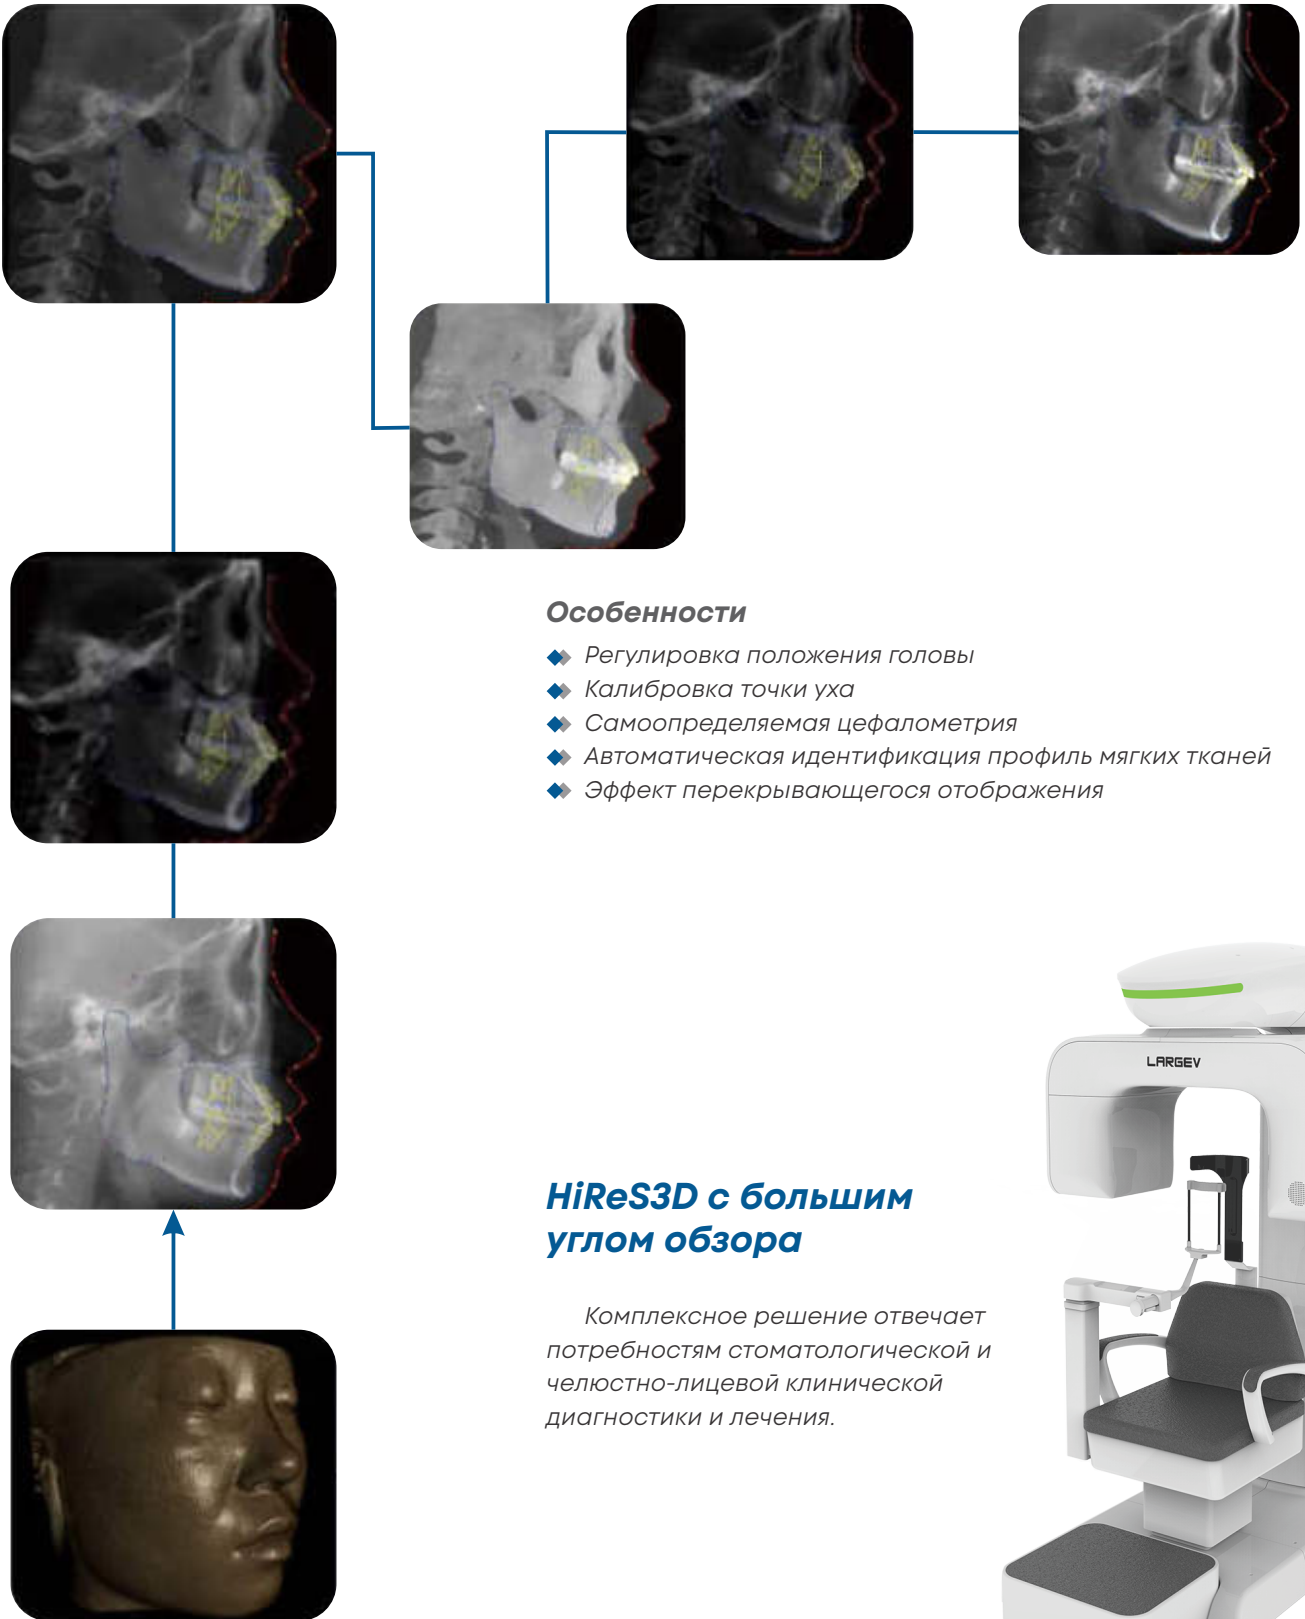 Особенности
Регулировка положения головы
Калибровка точки уха
Самоопределяемая цефалометрия
Автоматическая идентификация профиль мягких тканей
Эффект перекрывающегося отображения
LARGEV
HiReS3D с большим
углом обзора
Комплексное решение отвечает
потребностям стоматологической и
челюстно-лицевой клинической
диагностики и лечения.